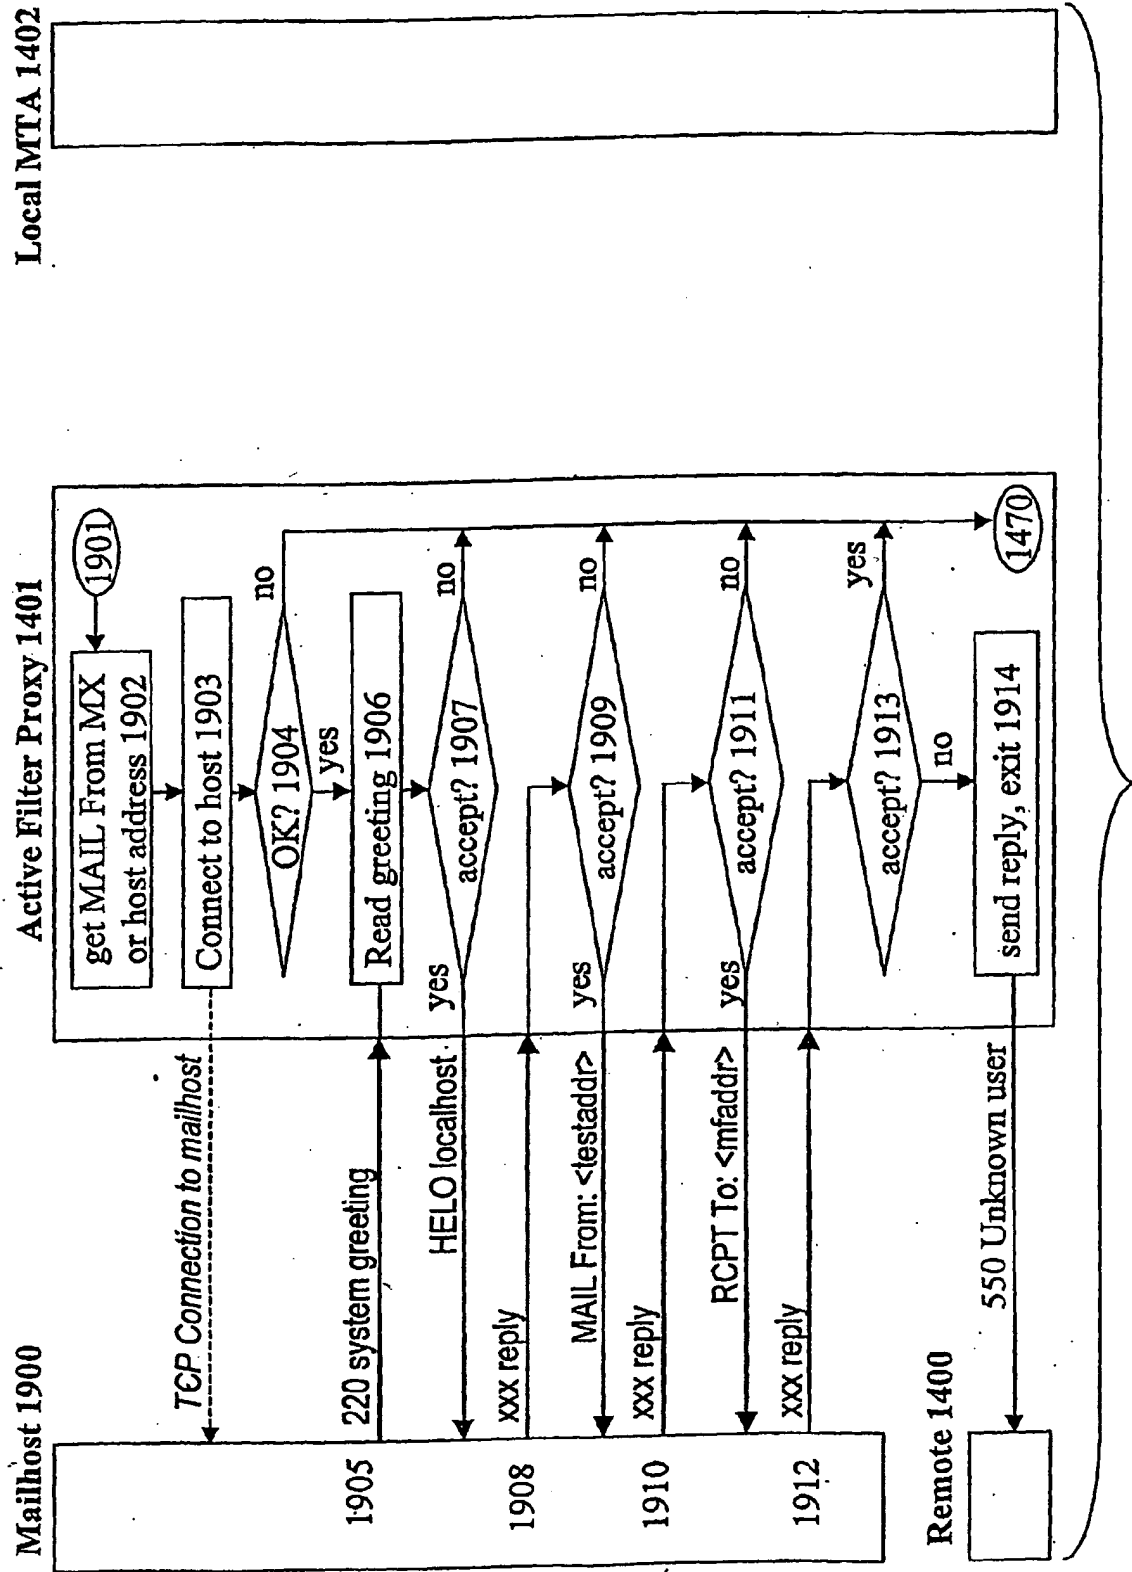 Mailhost 1900
Active Filter Proxy 1401
Local MTA 1402
1901
get MAIL From MX
or host address 1902
TCP Connection to mailhost
Connect to host 1903
OK? 1904
no
yes
1905
220 system greeting
Read greeting 1906
HELO localhost
yes
accept? 1907
no
1908
xxx reply
MAIL From: <testaddr>
yes
accept? 1909
no
1910
xxx reply
RCPT To: <mfaddr>
yes
accept? 1911
no
1912
xxx reply
accept? 1913
yes
no
Remote 1400
550 Unknown user
send reply, exit 1914
1470